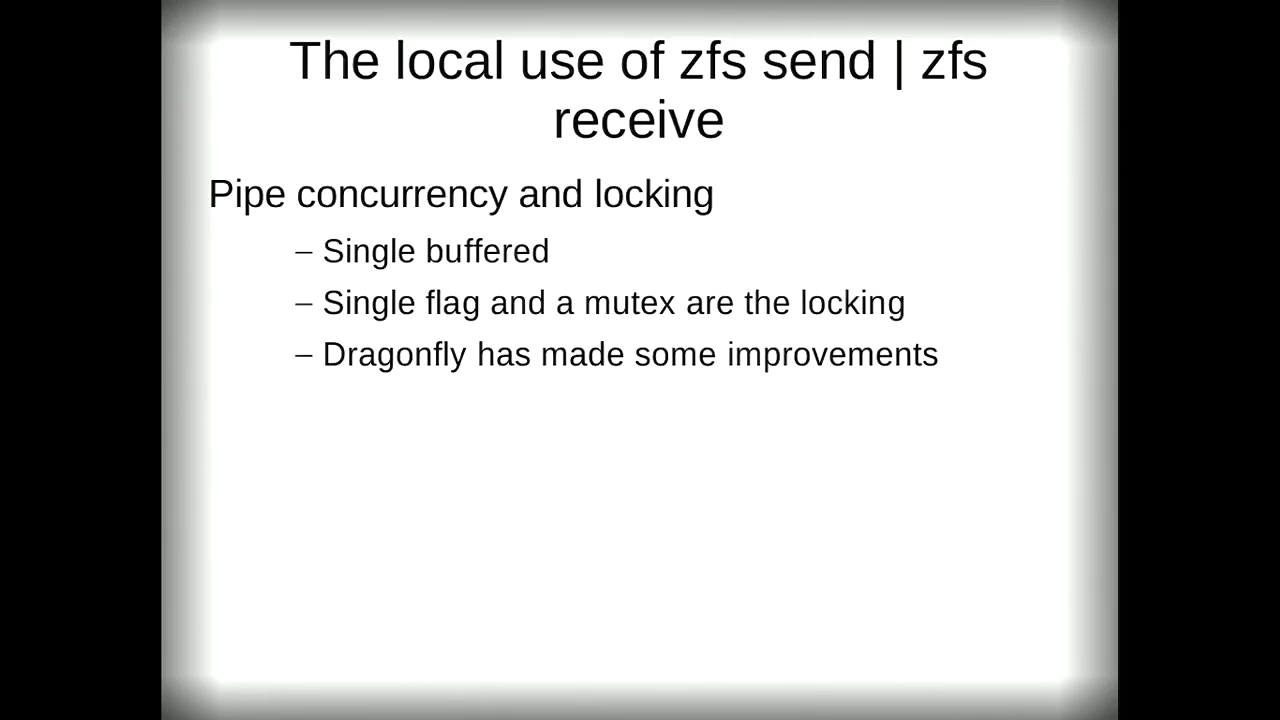 The local use of zfs send | zfs
receive
Pipe concurrency and locking
– Single buffered
– Single flag and a mutex are the locking
– Dragonfly has made some improvements